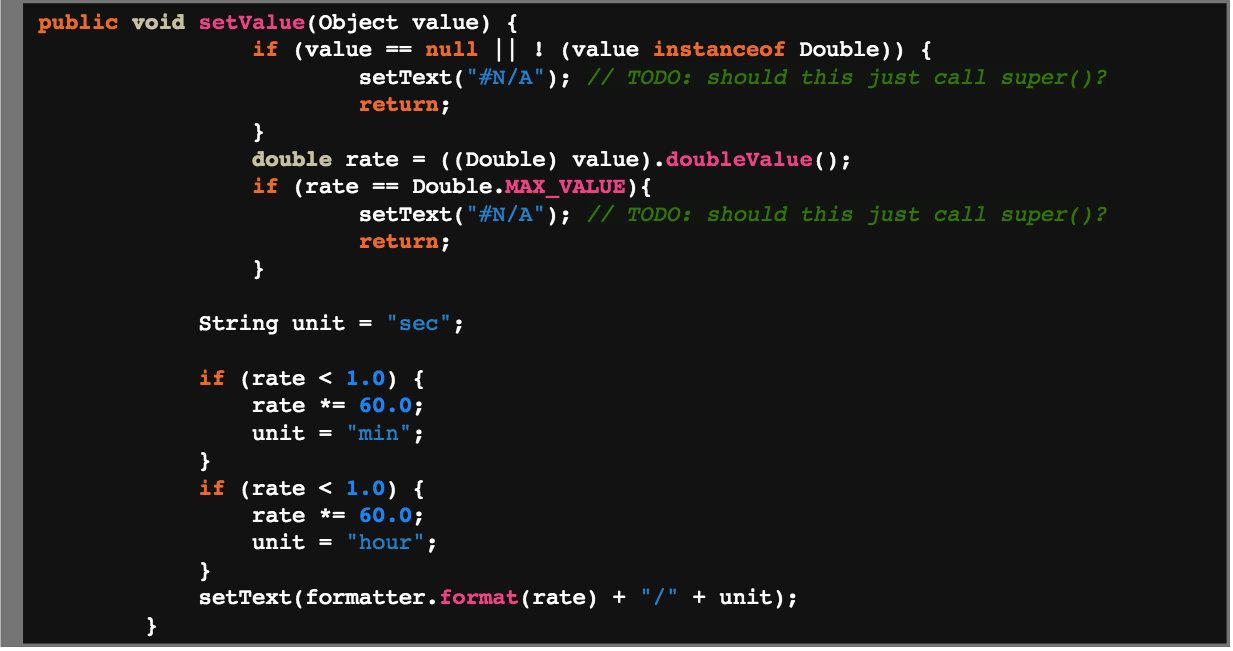 public void setValue(Object value) {
if (value == null || ! (value instanceof Double)) {
setText("#N/A"); // TODO: should this just call super()?
return;
}
double rate = ((Double) value).doubleValue();
if (rate == Double.MAX_VALUE){
setText("#N/A"); // TODO: should this just call super()?
return;
}
String unit = "sec";
if (rate < 1.0) {
rate *= 60.0;
unit = "min";
}
if (rate < 1.0) {
rate *= 60.0;
unit = "hour";
}
setText(formatter.format(rate) + "/" + unit);
}